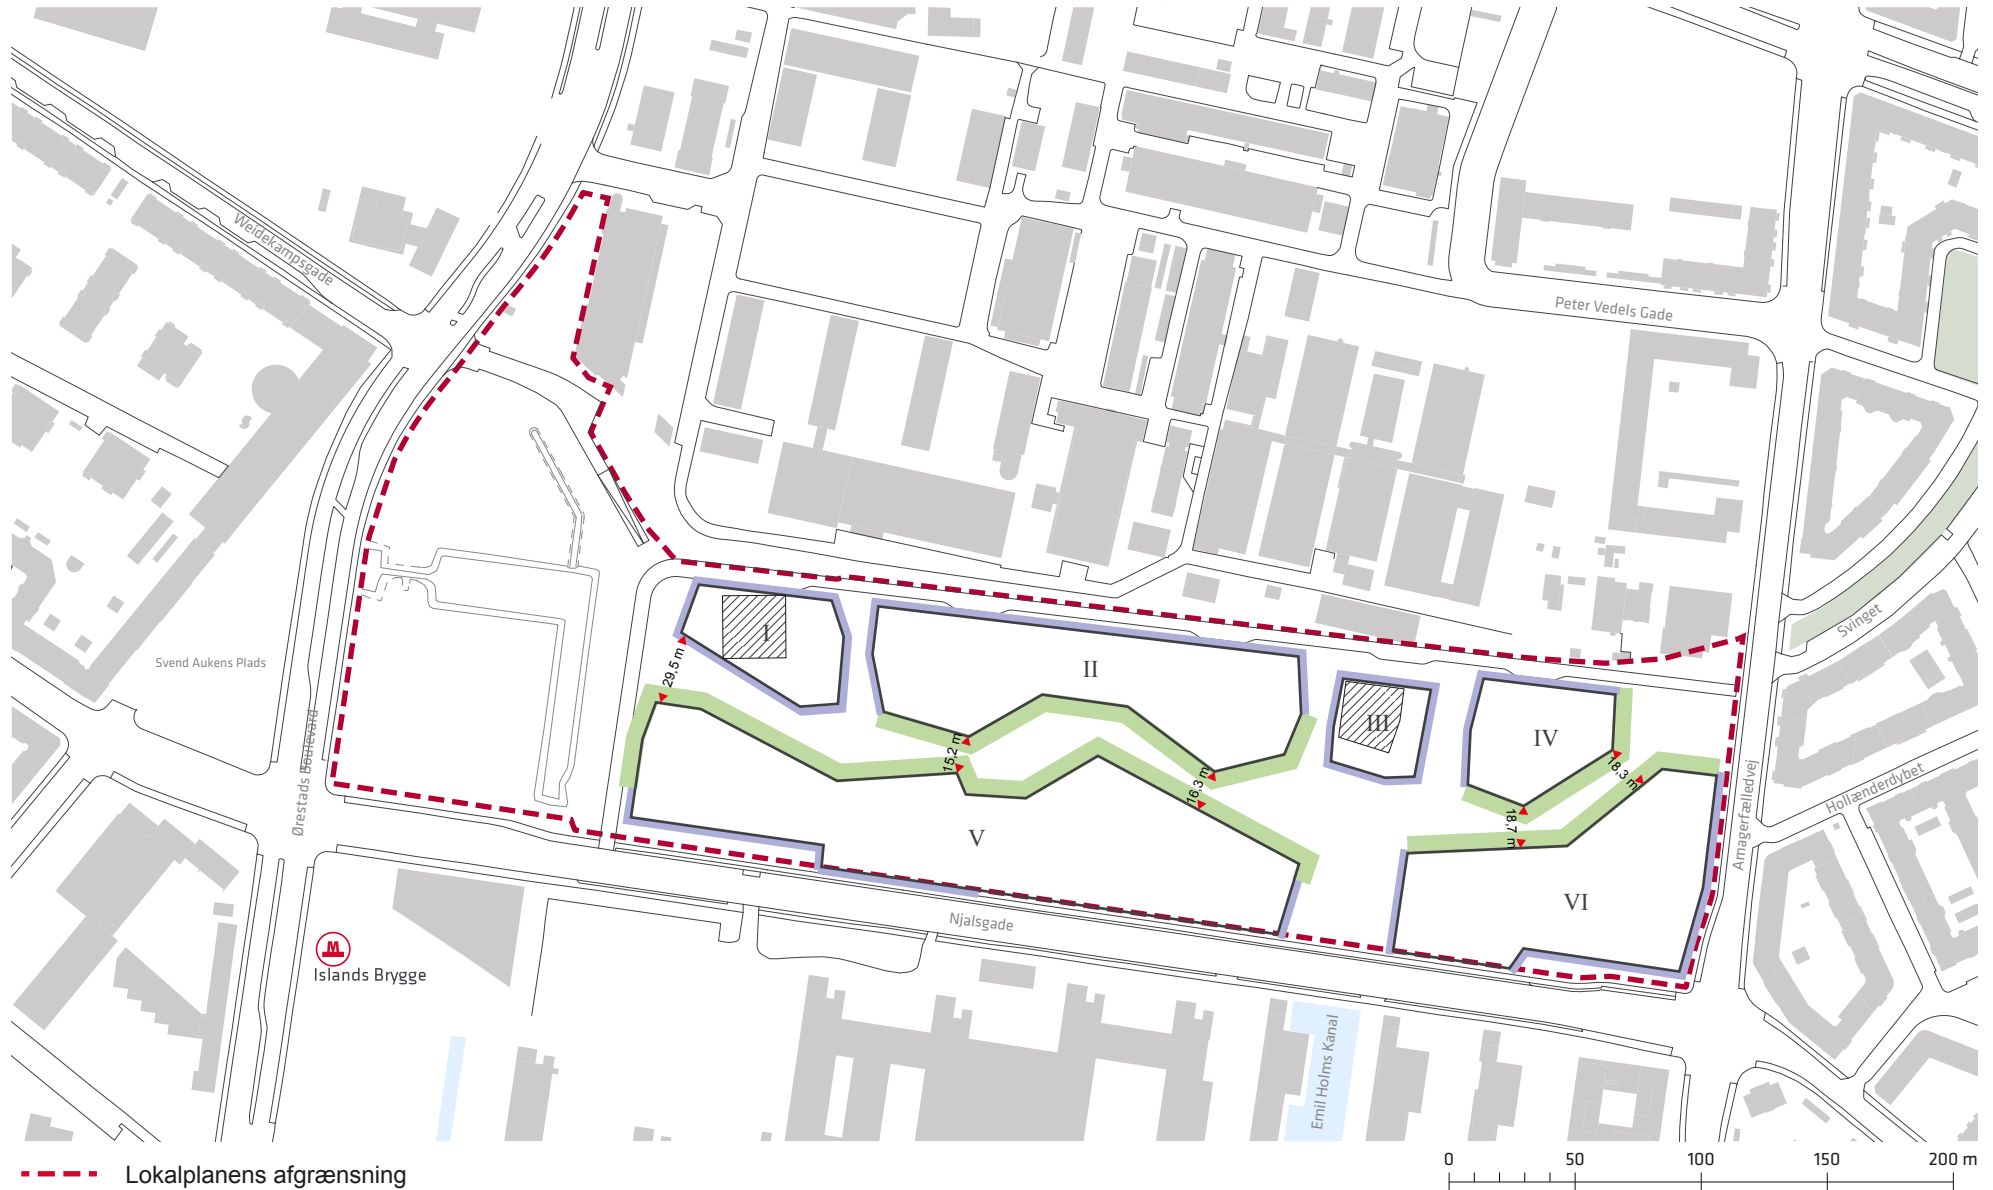 Weidekampsgade
Peter Vedels Gade
Svinget
Svend Aukens Plads
Ørestads Boulevard
I
II
III
IV
V
VI
29,5 m
15,2 m
16,3 m
18,3 m
18,7 m
Amagerfælledvej
Hollænderdybet
Njalsgade
M
Islands Brygge
Emil Holms Kanal
Lokalplanens afgrænsning
0 50 100 150 200 m